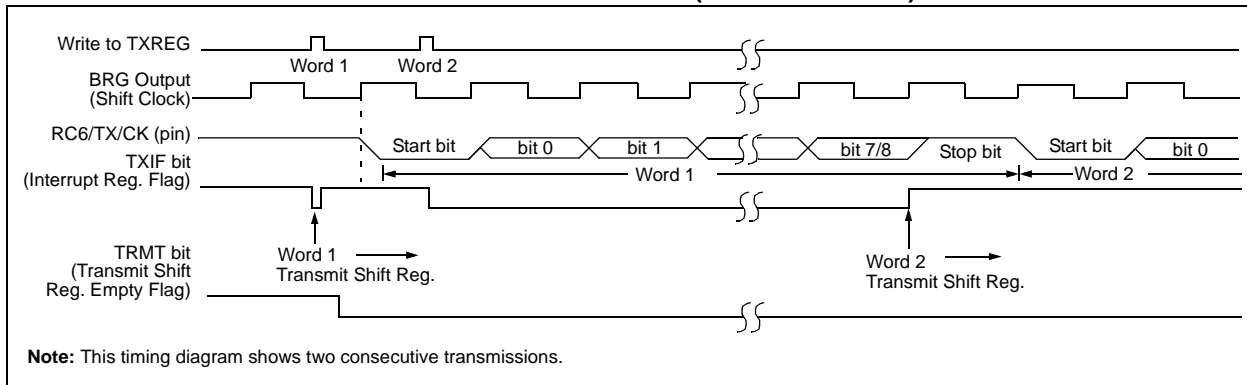 Write to TXREG
Word 1
Word 2
BRG Output
(Shift Clock)
RC6/TX/CK (pin)
Start bit
bit 0
bit 1
bit 7/8
Stop bit
Start bit
bit 0
TXIF bit
(Interrupt Reg. Flag)
Word 1
Word 2
Word 1
Transmit Shift Reg.
Word 2
Transmit Shift Reg.
TRMT bit
(Transmit Shift
Reg. Empty Flag)
Note: This timing diagram shows two consecutive transmissions.